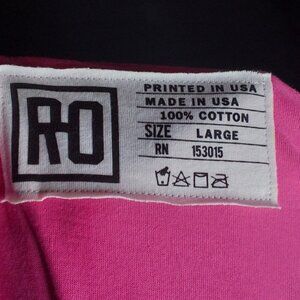 R-O
PRINTED IN USA
MADE IN USA
100% COTTON
SIZE LARGE
RN 153015